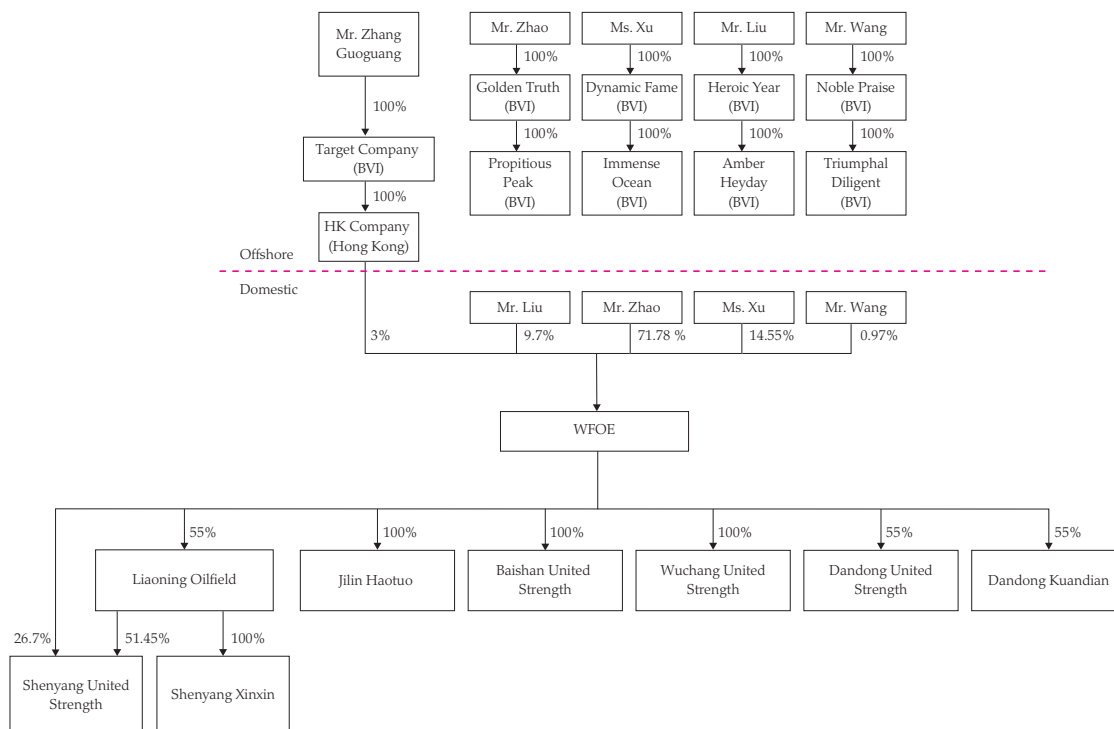 Mr. Zhang
Guoguang
Mr. Zhao
Ms. Xu
Mr. Liu
Mr. Wang
100%
100%
100%
100%
100%
Golden Truth
(BVI)
Dynamic Fame
(BVI)
Heroic Year
(BVI)
Noble Praise
(BVI)
100%
100%
100%
100%
Target Company
(BVI)
Propitious
Peak
(BVI)
Immense
Ocean
(BVI)
Amber
Heyday
(BVI)
Triumphal
Diligent
(BVI)
100%
HK Company
(Hong Kong)
Offshore
Domestic
Mr. Liu
Mr. Zhao
Ms. Xu
Mr. Wang
3%
9.7%
71.78 %
14.55%
0.97%
WFOE
55%
100%
100%
100%
55%
55%
Liaoning Oilfield
Jilin Haotuo
Baishan United
Strength
Wuchang United
Strength
Dandong United
Strength
Dandong Kuandian
26.7%
51.45%
100%
Shenyang United
Strength
Shenyang Xinxin